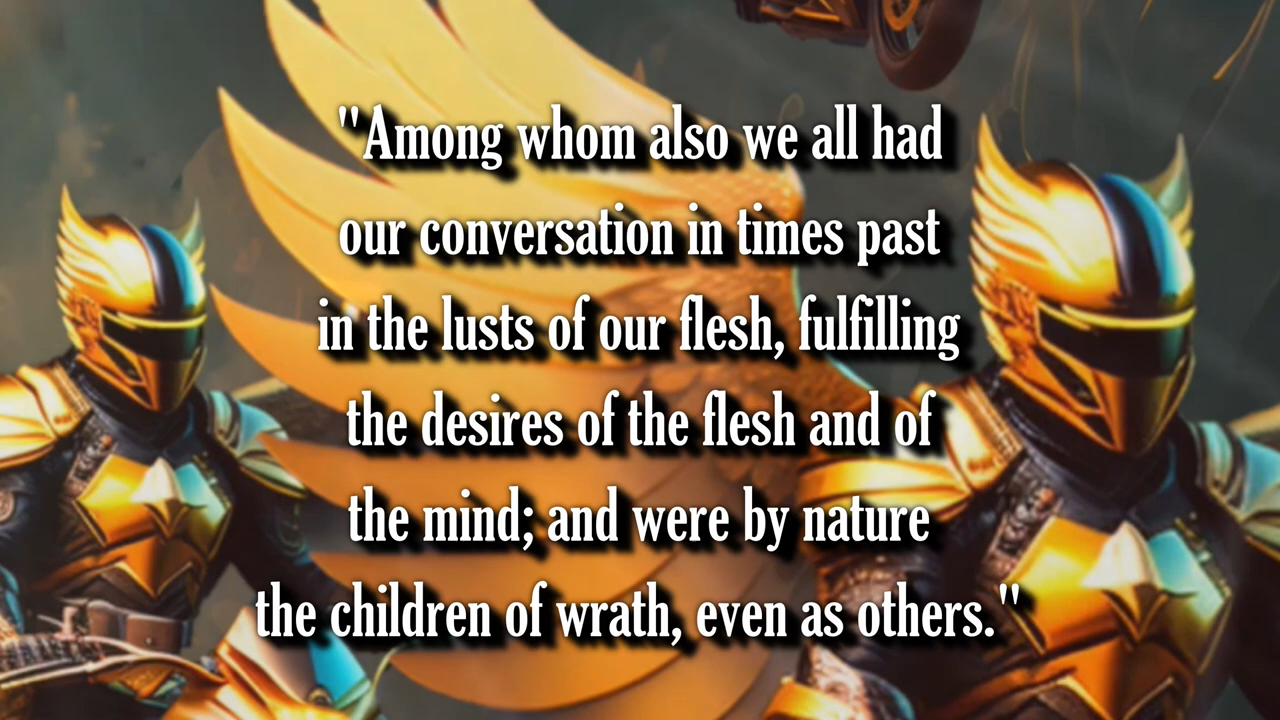 "Among whom also we all had
our conversation in times past
in the lusts of our flesh, fulfilling
the desires of the flesh and of
the mind; and were by nature
the children of wrath, even as others."